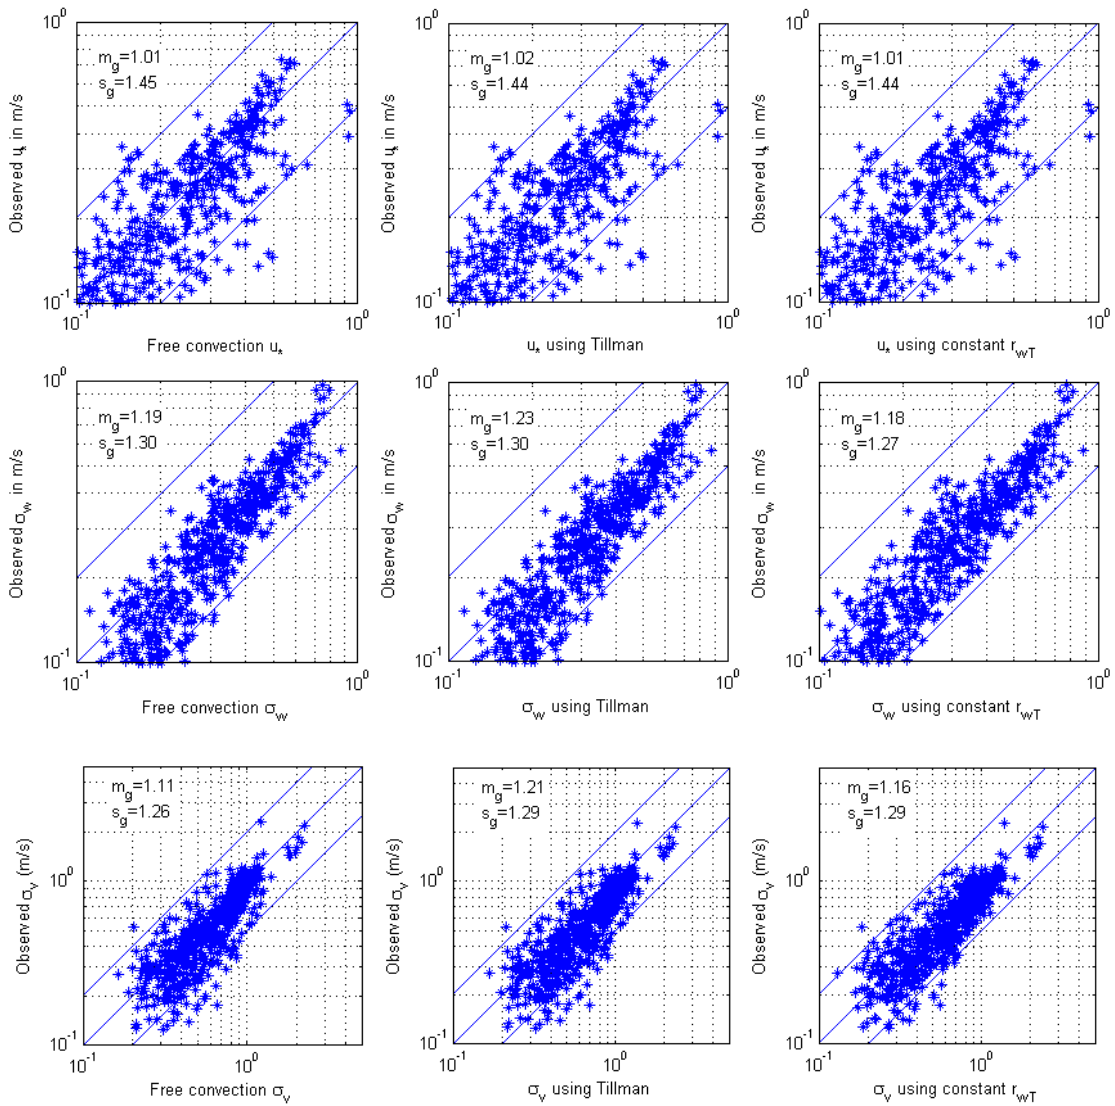 10⁰
m_g=1.01
s_g=1.45
Observed u_* in m/s
10⁻¹
10⁻¹
10⁰
Free convection u_*
10⁰
m_g=1.02
s_g=1.44
Observed u_* in m/s
10⁻¹
10⁻¹
10⁰
u_* using Tillman
10⁰
m_g=1.01
s_g=1.44
Observed u_* in m/s
10⁻¹
10⁻¹
10⁰
u_* using constant r_wT
10⁰
m_g=1.19
s_g=1.30
Observed σ_w in m/s
10⁻¹
10⁻¹
10⁰
Free convection σ_w
10⁰
m_g=1.23
s_g=1.30
Observed σ_w in m/s
10⁻¹
10⁻¹
10⁰
σ_w using Tillman
10⁰
m_g=1.18
s_g=1.27
Observed σ_w in m/s
10⁻¹
10⁻¹
10⁰
σ_w using constant r_wT
m_g=1.11
s_g=1.26
10⁰
Observed σ_v (m/s)
10⁻¹
10⁻¹
10⁰
Free convection σ_v
m_g=1.21
s_g=1.29
10⁰
Observed σ_v (m/s)
10⁻¹
10⁻¹
10⁰
σ_v using Tillman
m_g=1.16
s_g=1.29
10⁰
Observed σ_v (m/s)
10⁻¹
10⁻¹
10⁰
σ_v using constant r_wT